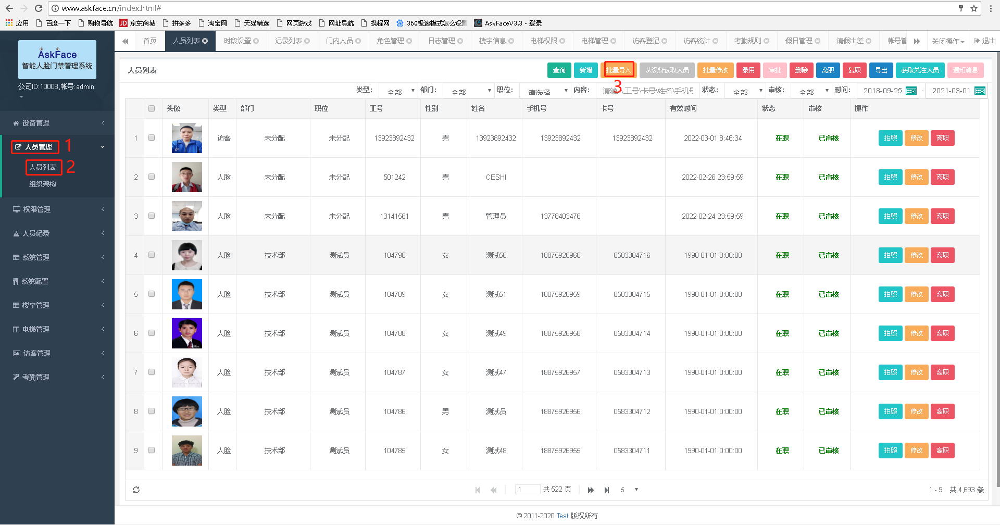 www.askface.cn/index.html#
应用 百度一下 购物导航 京东商城 拼多多 淘宝网 天猫精选 网页游戏 网址导航 携程网 360极速模式怎么设置 AskFaceV3.3 - 登录
AskFace
智能人脸门禁管理系统
公司ID:10008,帐号:admin
设备管理
人员管理 1
人员列表 2
组织架构
权限管理
人员记录
系统管理
系统配置
楼宇管理
电梯管理
访客管理
考勤管理
首页 人员列表 时段设置 记录列表 门内人员 角色管理 日志管理 楼宇信息 电梯权限 电梯管理 访客登记 访客统计 考勤规则 假日管理 请假出差 帐号管 关闭操作 退出
人员列表 查询 新增 批量导入 从设备读取人员 批量修改 录用 审批 删除 离职 复职 导出 获取关注人员 通知消息
3
类型: 全部 部门: 全部 职位: 请选择 内容: 请输入工号\卡号\姓名\手机号 状态: 全部 审核: 全部 时间: 2018-09-25 - 2021-03-01
头像 类型 部门 职位 工号 性别 姓名 手机号 卡号 有效时间 状态 审核 操作
1 访客 未分配 未分配 13923892432 男 13923892432 13923892432 13923892432 2022-03-01 8:46:34 在职 已审核 拍照 修改 离职
2 人脸 未分配 未分配 501242 男 CESHI 2022-02-26 23:59:59 在职 已审核 拍照 修改 离职
3 人脸 未分配 未分配 13141561 男 管理员 13778403476 2022-02-24 23:59:59 在职 已审核 拍照 修改 离职
4 人脸 技术部 测试员 104790 女 测试50 18875926960 0583304716 1990-01-01 0:00:00 在职 已审核 拍照 修改 离职
5 人脸 技术部 测试员 104789 女 测试51 18875926959 0583304715 1990-01-01 0:00:00 在职 已审核 拍照 修改 离职
6 人脸 技术部 测试员 104788 女 测试49 18875926958 0583304714 1990-01-01 0:00:00 在职 已审核 拍照 修改 离职
7 人脸 技术部 测试员 104787 女 测试47 18875926957 0583304713 1990-01-01 0:00:00 在职 已审核 拍照 修改 离职
8 人脸 技术部 测试员 104786 男 测试员 18875926956 0583304712 1990-01-01 0:00:00 在职 已审核 拍照 修改 离职
9 人脸 技术部 测试员 104785 女 测试48 18875926955 0583304711 1990-01-01 0:00:00 在职 已审核 拍照 修改 离职
1 共 522 页 5 1 - 9 共 4,693 条
© 2011-2020 Test 版权所有